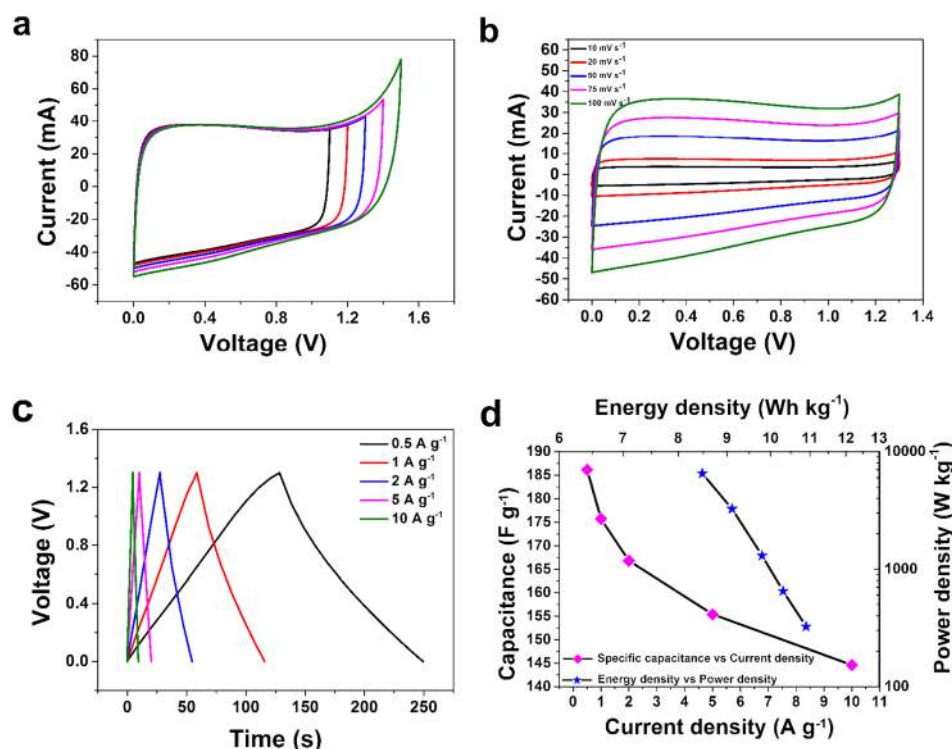 a
Current (mA)
80
60
40
20
0
-20
-40
-60
0.0 0.4 0.8 1.2 1.6
Voltage (V)
b
Current (mA)
60
50
40
30
20
10
0
-10
-20
-30
-40
-50
-60
10 mV s⁻¹
20 mV s⁻¹
50 mV s⁻¹
75 mV s⁻¹
100 mV s⁻¹
0.0 0.2 0.4 0.6 0.8 1.0 1.2 1.4
Voltage (V)
c
Voltage (V)
1.6
1.2
0.8
0.4
0.0
0.5 A g⁻¹
1 A g⁻¹
2 A g⁻¹
5 A g⁻¹
10 A g⁻¹
0 50 100 150 200 250
Time (s)
d
Energy density (Wh kg⁻¹)
6 7 8 9 10 11 12 13
Capacitance (F g⁻¹)
190
185
180
175
170
165
160
155
150
145
140
10000
1000
100
Power density (W kg⁻¹)
Specific capacitance vs Current density
Energy density vs Power density
0 1 2 3 4 5 6 7 8 9 10 11
Current density (A g⁻¹)